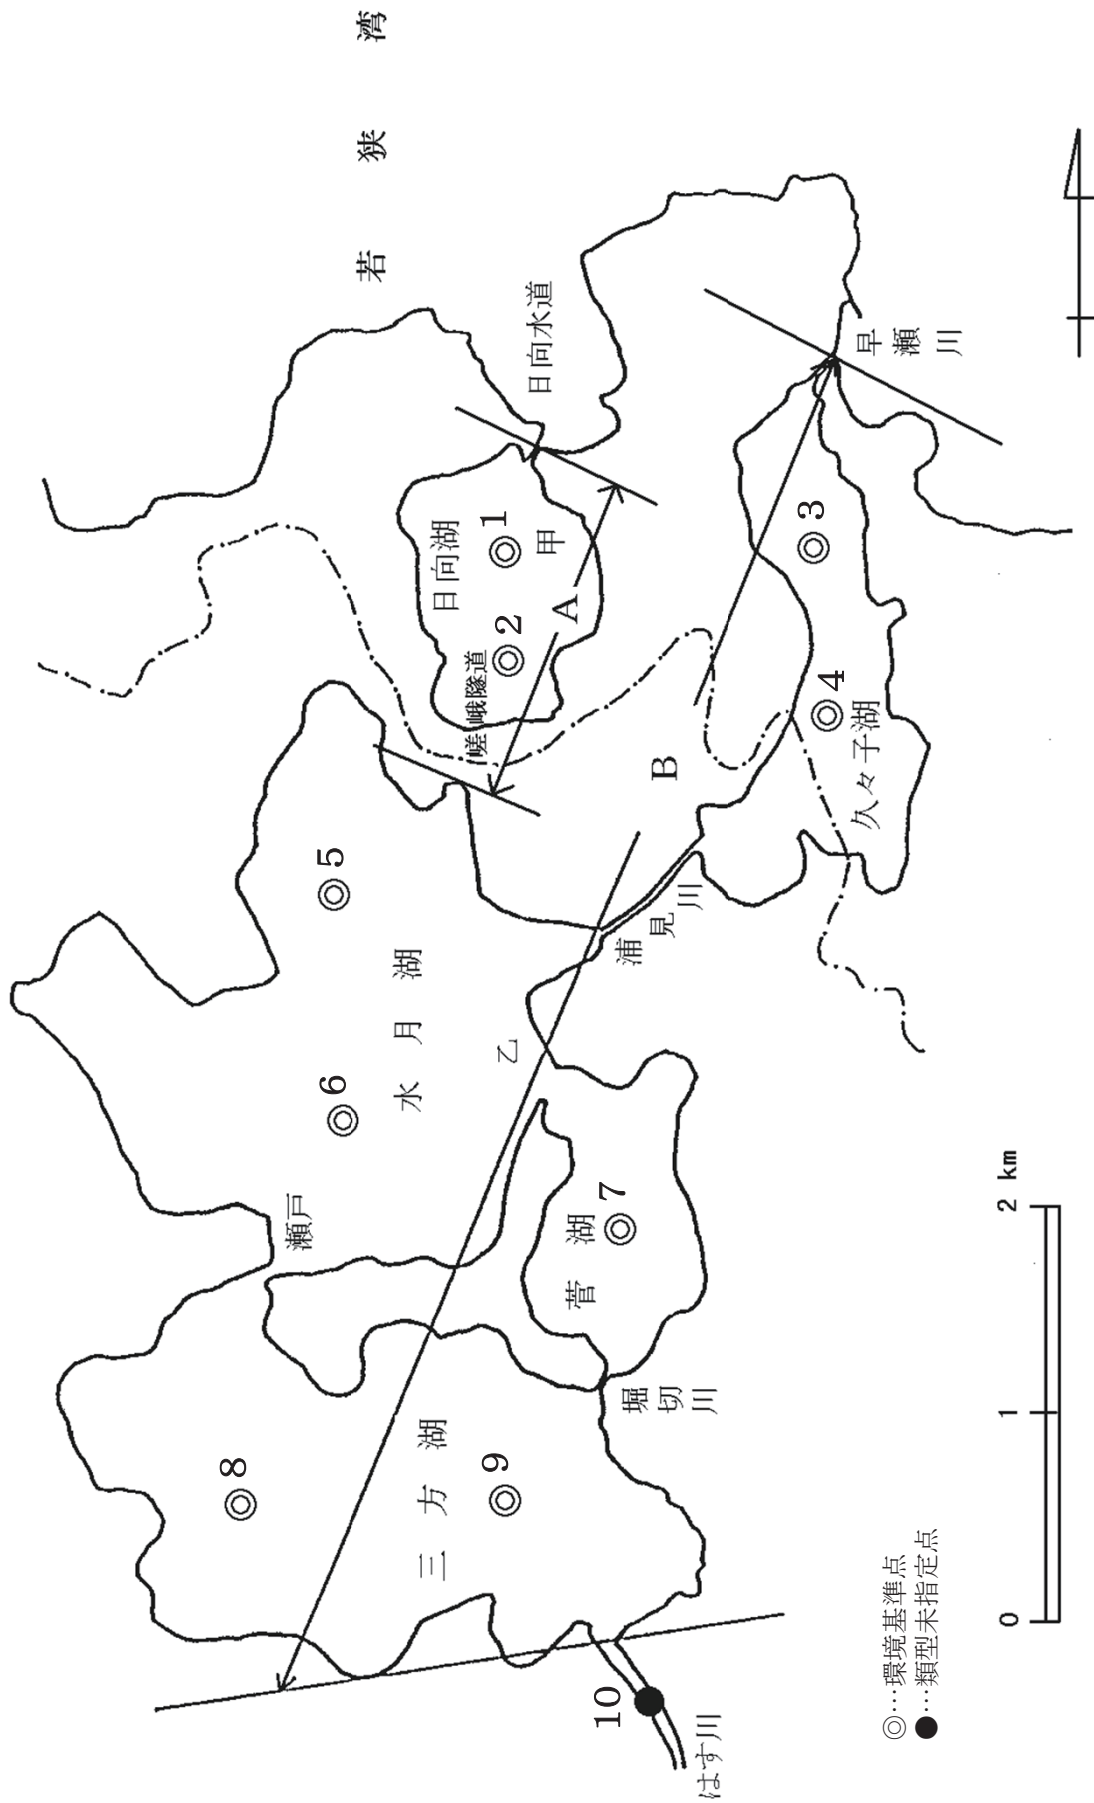 若狭湾
日向水道
早瀬川
日向湖
1
甲
2
A
嵯峨隧道
3
4
久々子湖
B
5
水月湖
6
浦見川
乙
瀬戸
菅湖
7
堀切川
三方湖
8
9
10
はす川
0 1 2 km
◎…環境基準点
●…類型未指定点